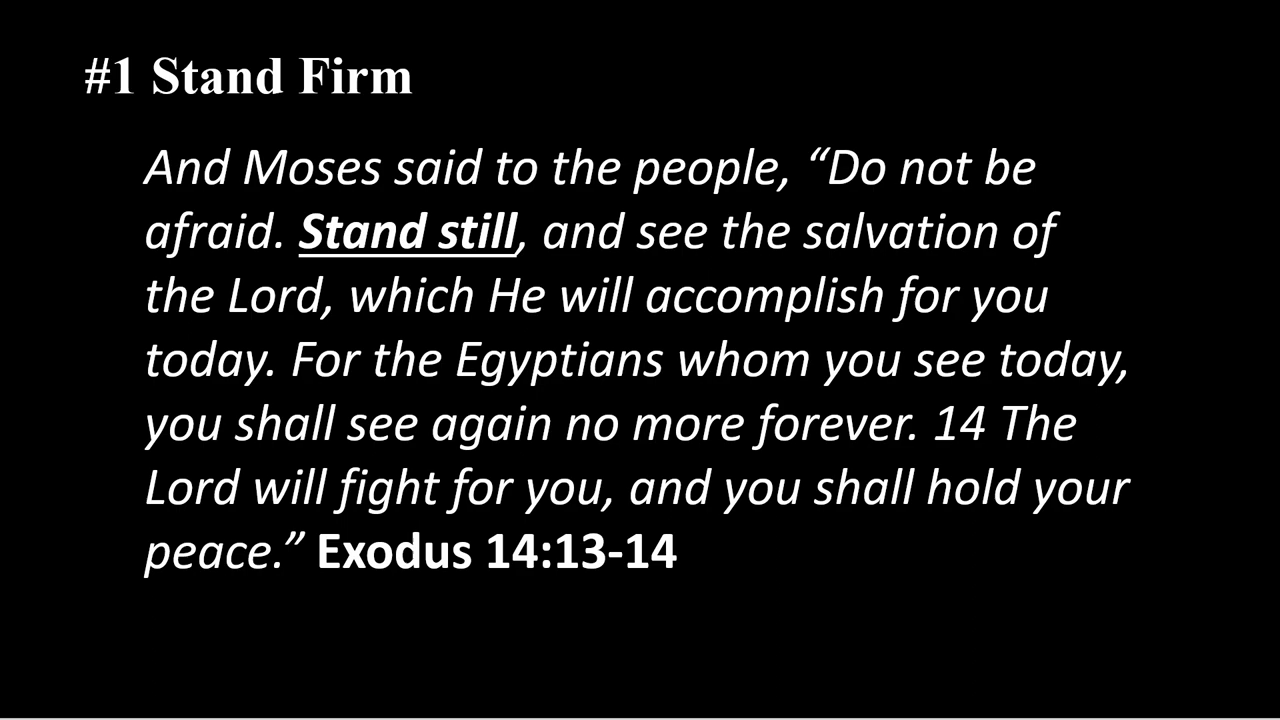 #1 Stand Firm
And Moses said to the people, “Do not be
afraid. Stand still, and see the salvation of
the Lord, which He will accomplish for you
today. For the Egyptians whom you see today,
you shall see again no more forever. 14 The
Lord will fight for you, and you shall hold your
peace.” Exodus 14:13-14